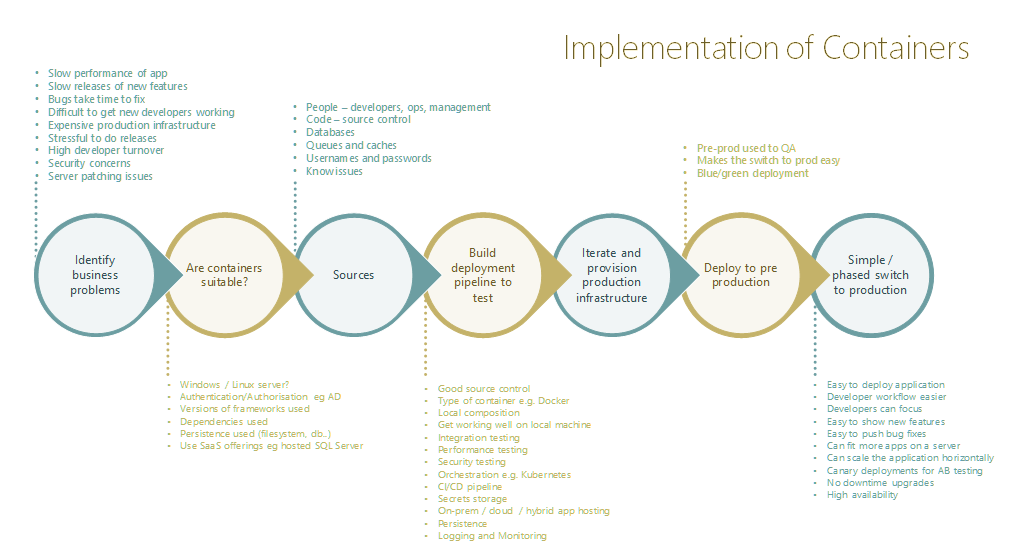 Implementation of Containers
• Slow performance of app
• Slow releases of new features
• Bugs take time to fix
• Difficult to get new developers working
• Expensive production infrastructure
• Stressful to do releases
• High developer turnover
• Security concerns
• Server patching issues
• People – developers, ops, management
• Code – source control
• Databases
• Queues and caches
• Usernames and passwords
• Know issues
• Pre-prod used to QA
• Makes the switch to prod easy
• Blue/green deployment
Identify
business
problems
Are containers
suitable?
Sources
Build
deployment
pipeline to
test
Iterate and
provision
production
infrastructure
Deploy to pre
production
Simple /
phased switch
to production
• Windows / Linux server?
• Authentication/Authorisation eg AD
• Versions of frameworks used
• Dependencies used
• Persistence used (filesystem, db..)
• Use SaaS offerings eg hosted SQL Server
• Good source control
• Type of container e.g. Docker
• Local composition
• Get working well on local machine
• Integration testing
• Performance testing
• Security testing
• Orchestration e.g. Kubernetes
• CI/CD pipeline
• Secrets storage
• On-prem / cloud / hybrid app hosting
• Persistence
• Logging and Monitoring
• Easy to deploy application
• Developer workflow easier
• Developers can focus
• Easy to show new features
• Easy to push bug fixes
• Can fit more apps on a server
• Can scale the application horizontally
• Canary deployments for AB testing
• No downtime upgrades
• High availability